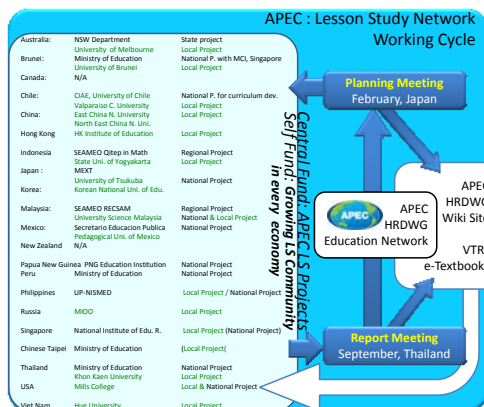 APEC : Lesson Study Network
Working Cycle
Australia: NSW Department State project
University of Melbourne Local Project
Brunei: Ministry of Education National P. with MCI, Singapore
University of Brunei Local Project
Canada: N/A
Chile: CIAE, University of Chile National P. for curriculum dev.
Valparaiso C. University Local Project
China: East China N. University Local Project
North East China N. Uni.
Hong Kong HK Institute of Education Local Project
Indonesia SEAMEO Qitep in Math Regional Project
State Uni. of Yogyakarta Local Project
Japan : MEXT
University of Tsukuba National Project
Korea: Korean National Uni. of Edu.
Malaysia: SEAMEO RECSAM Regional Project
University Science Malaysia National & Local Project
Mexico: Secretario Educacion Publica National Project
Pedagogical Uni. of Mexico
New Zealand N/A
Papua New Guinea PNG Education Institution National Project
Peru Ministry of Education National Project
Philippines UP-NISMED Local Project / National Project
Russia MIOO Local Project
Singapore National Institute of Edu. R. Local Project (National Project)
Chinese Taipei Ministry of Education (Local Project(
Thailand Ministry of Education National Project
Khon Kaen University Local Project
USA Mills College Local & National Project
Viet Nam Hue University Local Project
Central Fund: APEC LS Projects
Self Fund: Growing LS Community
in every economy
Planning Meeting
February, Japan
APEC
APEC
HRDWG
Education Network
APEC
HRDWG
Wiki Site
VTR
e-Textbook
Report Meeting
September, Thailand